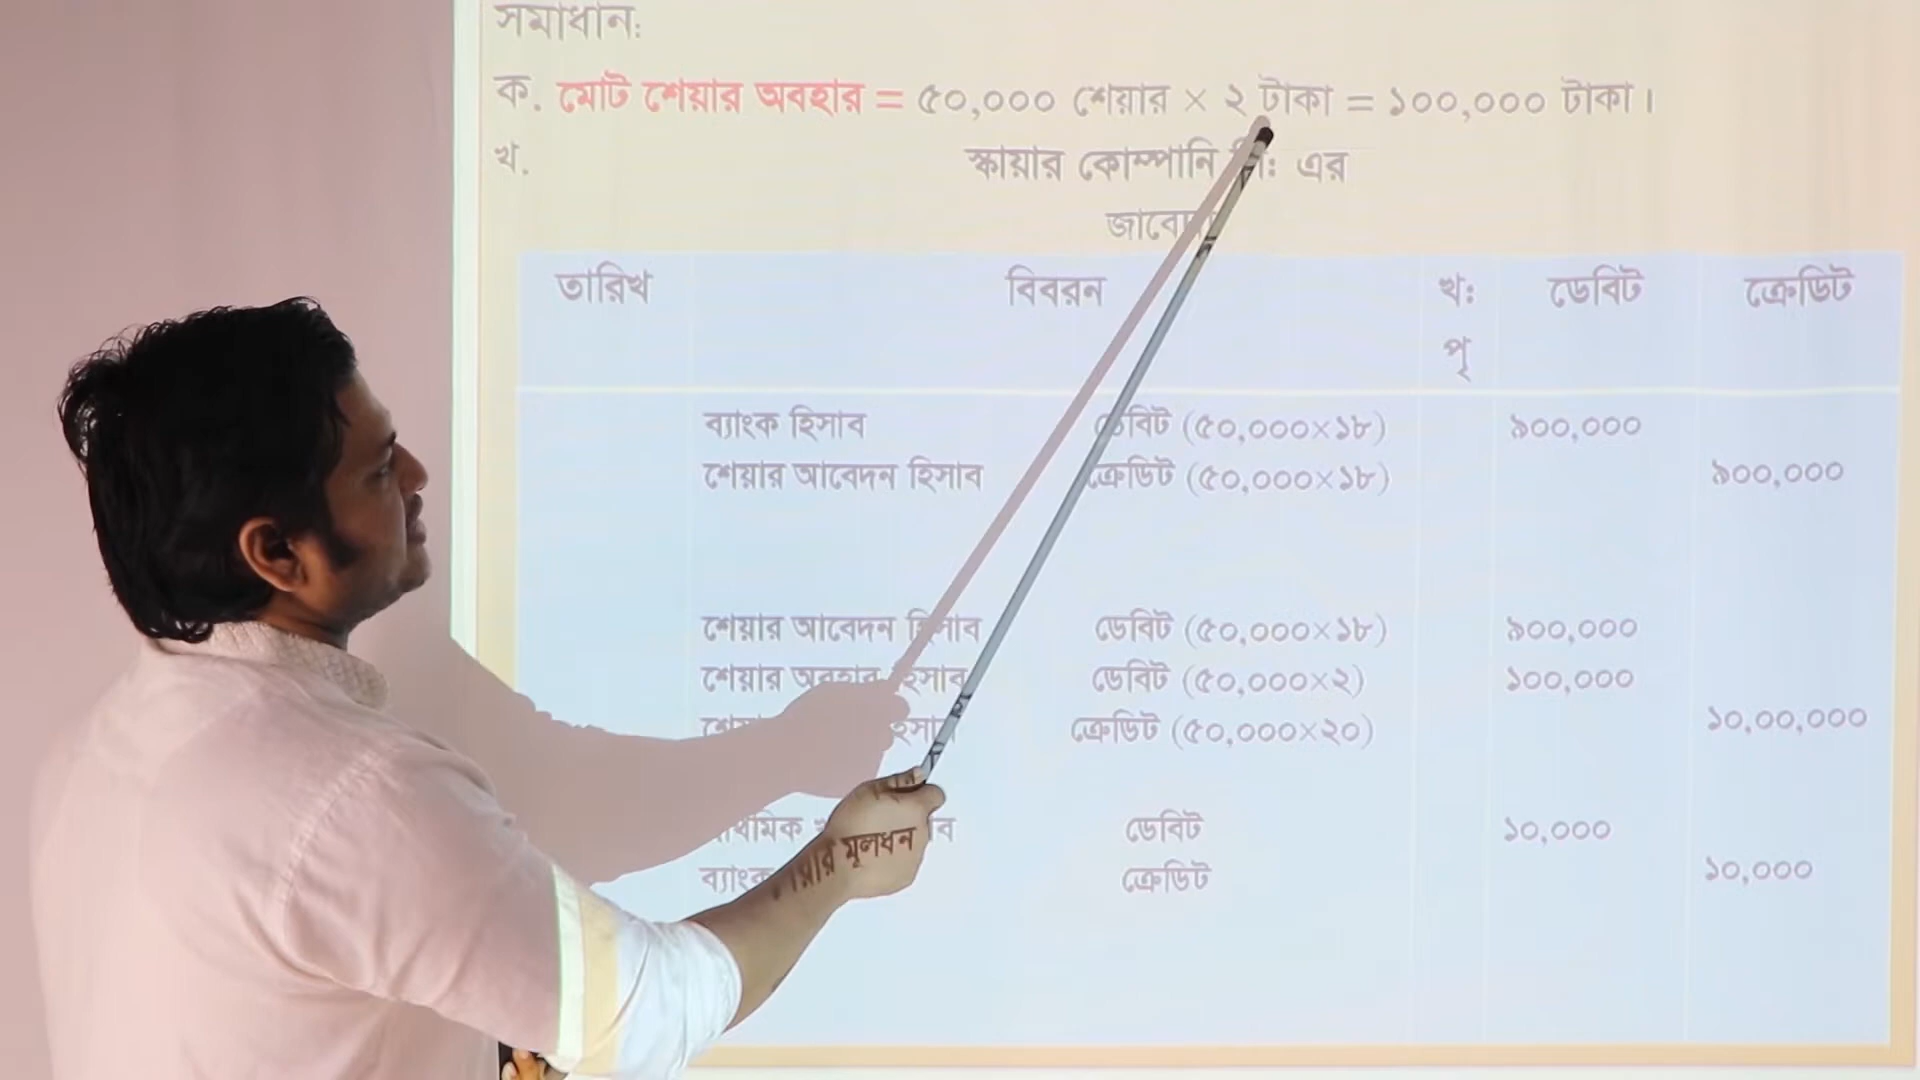 সমাধান:
ক. মোট শেয়ার অবহার = ৫০,০০০ শেয়ার × ২ টাকা = ১০০,০০০ টাকা।
খ. স্কায়ার কোম্পানি এর
তারিখ বিবরন খঃ পৃ ডেবিট ক্রেডিট
ব্যাংক হিসাব ডেবিট (৫০,০০০×১৮) ৯০০,০০০
শেয়ার আবেদন হিসাব ক্রেডিট (৫০,০০০×১৮) ৯০০,০০০
শেয়ার আবেদন হিসাব ডেবিট (৫০,০০০×১৮) ৯০০,০০০
শেয়ার অবহার হিসাব ডেবিট (৫০,০০০×২) ১০০,০০০
মূলধন হিসাব ক্রেডিট (৫০,০০০×২০) ১০,০০,০০০
ডেবিট ১০,০০০
ব্যাংক ক্রেডিট ১০,০০০